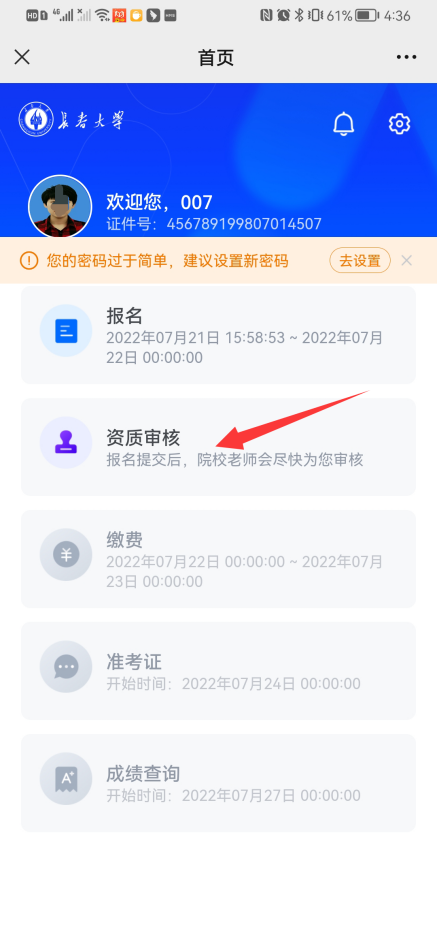 61% 4:36
首页
长春大学
欢迎您，007
证件号：456789199807014507
您的密码过于简单，建议设置新密码
去设置
报名
2022年07月21日 15:58:53 ~ 2022年07月
22日 00:00:00
资质审核
报名提交后，院校老师会尽快为您审核
缴费
2022年07月22日 00:00:00 ~ 2022年07月
23日 00:00:00
准考证
开始时间：2022年07月24日 00:00:00
成绩查询
开始时间：2022年07月27日 00:00:00